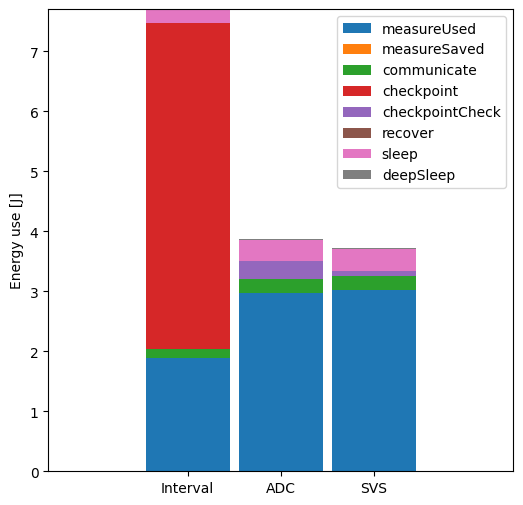 Energy use [J]
7
6
5
4
3
2
1
0
measureUsed
measureSaved
communicate
checkpoint
checkpointCheck
recover
sleep
deepSleep
Interval
ADC
SVS